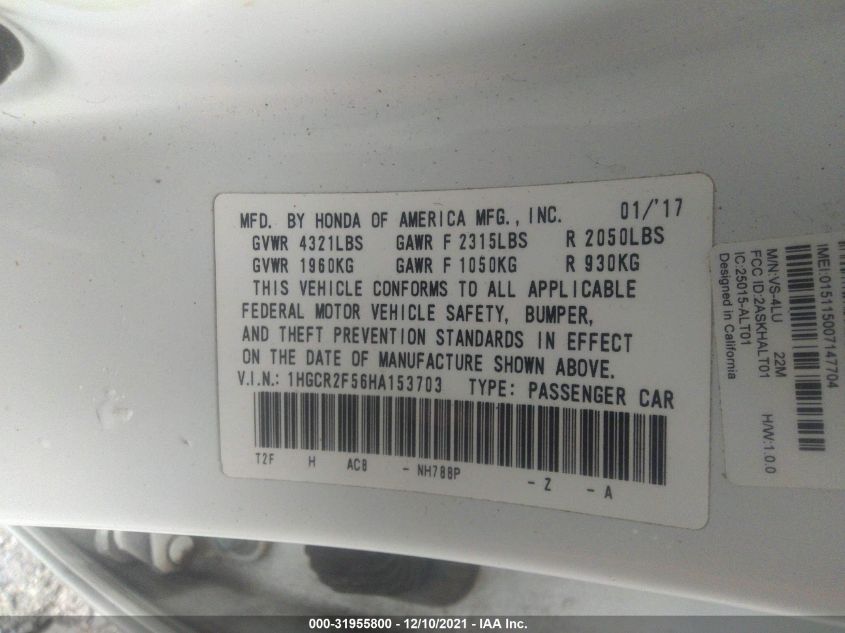 MFD. BY HONDA OF AMERICA MFG., INC. 01/'17
GVWR 4321LBS GAWR F 2315LBS R 2050LBS
GVWR 1960KG GAWR F 1050KG R 930KG
THIS VEHICLE CONFORMS TO ALL APPLICABLE
FEDERAL MOTOR VEHICLE SAFETY, BUMPER,
AND THEFT PREVENTION STANDARDS IN EFFECT
ON THE DATE OF MANUFACTURE SHOWN ABOVE.
V.I.N.: 1HGCR2F56HA153703 TYPE: PASSENGER CAR
T2F H AC8 - NH788P - Z - A
IMEI:015115007147704
M/N:VS-4LU 22M H/W:1.0.0
FCC ID:2ASKHALT01
IC:25015-ALT01
Designed in California
000-31955800 - 12/10/2021 - IAA Inc.